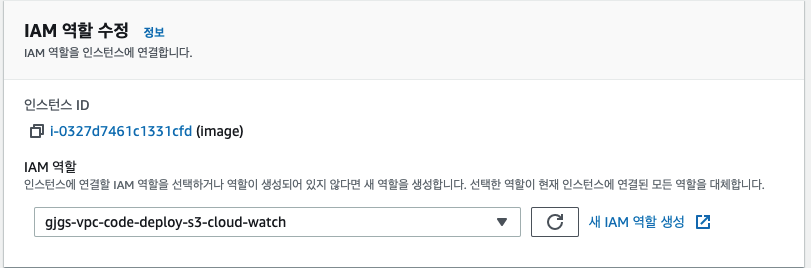 IAM 역할 수정 정보
IAM 역할을 인스턴스에 연결합니다.
인스턴스 ID
i-0327d7461c1331cfd (image)
IAM 역할
인스턴스에 연결할 IAM 역할을 선택하거나 역할이 생성되어 있지 않다면 새 역할을 생성합니다. 선택한 역할이 현재 인스턴스에 연결된 모든 역할을 대체합니다.
gjgs-vpc-code-deploy-s3-cloud-watch 새 IAM 역할 생성